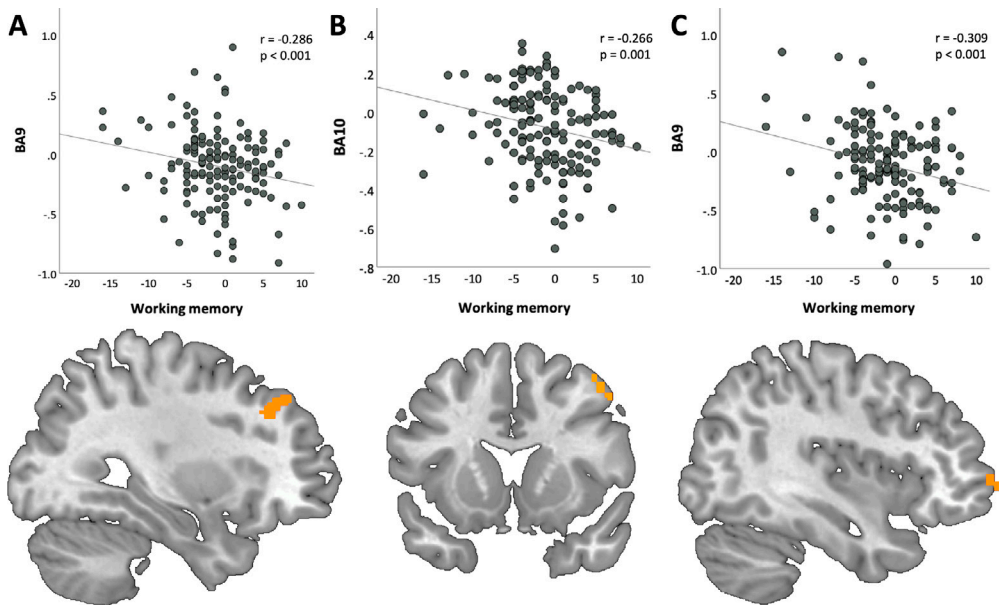 A
r = -0.286
p < 0.001
BA9
1.0
.5
.0
-.5
-1.0
-20 -15 -10 -5 0 5 10
Working memory
B
r = -0.266
p = 0.001
BA10
.4
.2
.0
-.2
-.4
-.6
-.8
-20 -15 -10 -5 0 5 10
Working memory
C
r = -0.309
p < 0.001
BA9
1.0
.5
.0
-.5
-1.0
-20 -15 -10 -5 0 5 10
Working memory